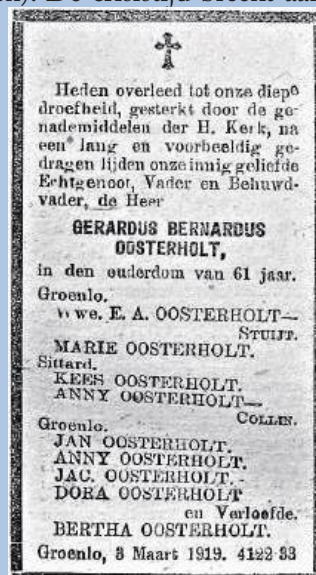 Heden overleed tot onze diepe
droefheid, gesterkt door de ge-
nademiddelen der H. Kerk, na
een lang en voorbeeldig ge-
dragen lijden onze innig geliefde
Echtgenoot, Vader en Behuwd-
vader, de Heer
GERARDUS BERNARDUS
OOSTERHOLT,
in den ouderdom van 61 jaar.
Groenlo.
Wwe. E. A. OOSTERHOLT—
STUIJT.
MARIE OOSTERHOLT.
Sittard.
KEES OOSTERHOLT.
ANNY OOSTERHOLT—
COLLIN.
Groenlo.
JAN OOSTERHOLT.
ANNY OOSTERHOLT.
JAC. OOSTERHOLT.
DORA OOSTERHOLT
en Verloofde.
BERTHA OOSTERHOLT.
Groenlo, 3 Maart 1919. 4122 33